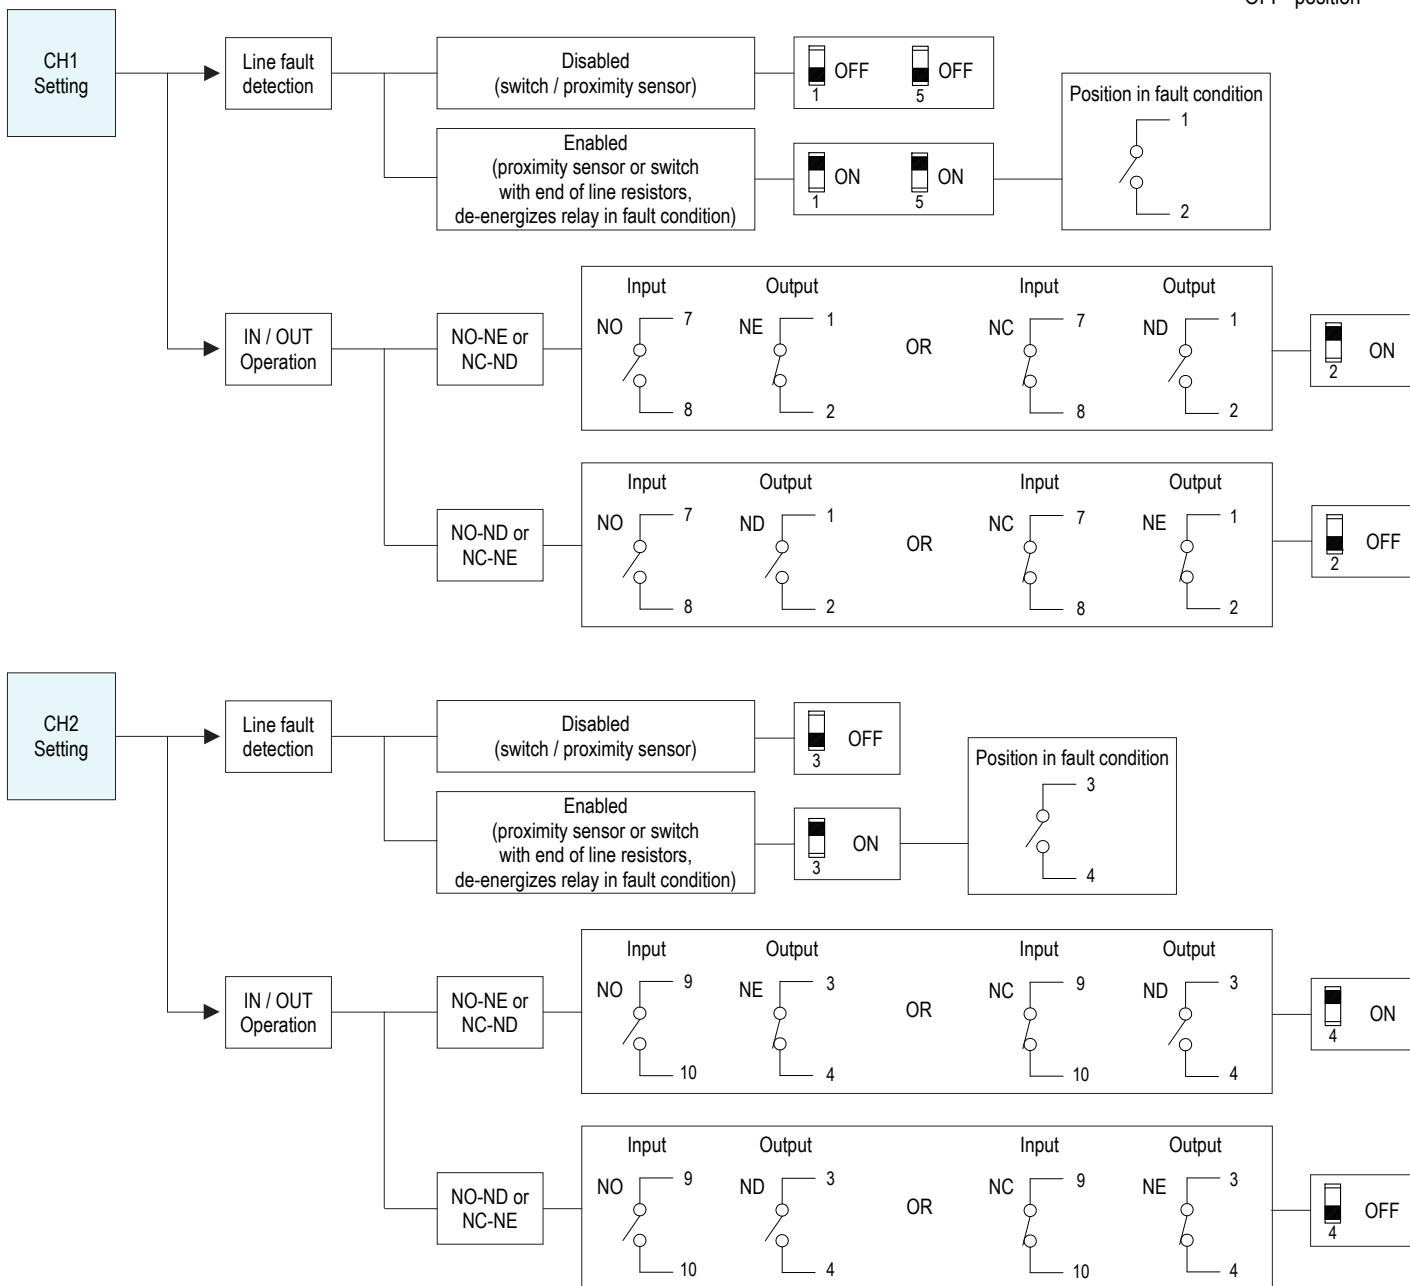 CH1
Setting
Line fault
detection
Disabled
(switch / proximity sensor)
1
OFF
5
OFF
Enabled
(proximity sensor or switch
with end of line resistors,
de-energizes relay in fault condition)
1
ON
5
ON
Position in fault condition
1
2
IN / OUT
Operation
NO-NE or
NC-ND
Input
NO
7
8
Output
NE
1
2
OR
Input
NC
7
8
Output
ND
1
2
2
ON
NO-ND or
NC-NE
Input
NO
7
8
Output
ND
1
2
OR
Input
NC
7
8
Output
NE
1
2
2
OFF
CH2
Setting
Line fault
detection
Disabled
(switch / proximity sensor)
3
OFF
Enabled
(proximity sensor or switch
with end of line resistors,
de-energizes relay in fault condition)
3
ON
Position in fault condition
3
4
IN / OUT
Operation
NO-NE or
NC-ND
Input
NO
9
10
Output
NE
3
4
OR
Input
NC
9
10
Output
ND
3
4
4
ON
NO-ND or
NC-NE
Input
NO
9
10
Output
ND
3
4
OR
Input
NC
9
10
Output
NE
3
4
4
OFF